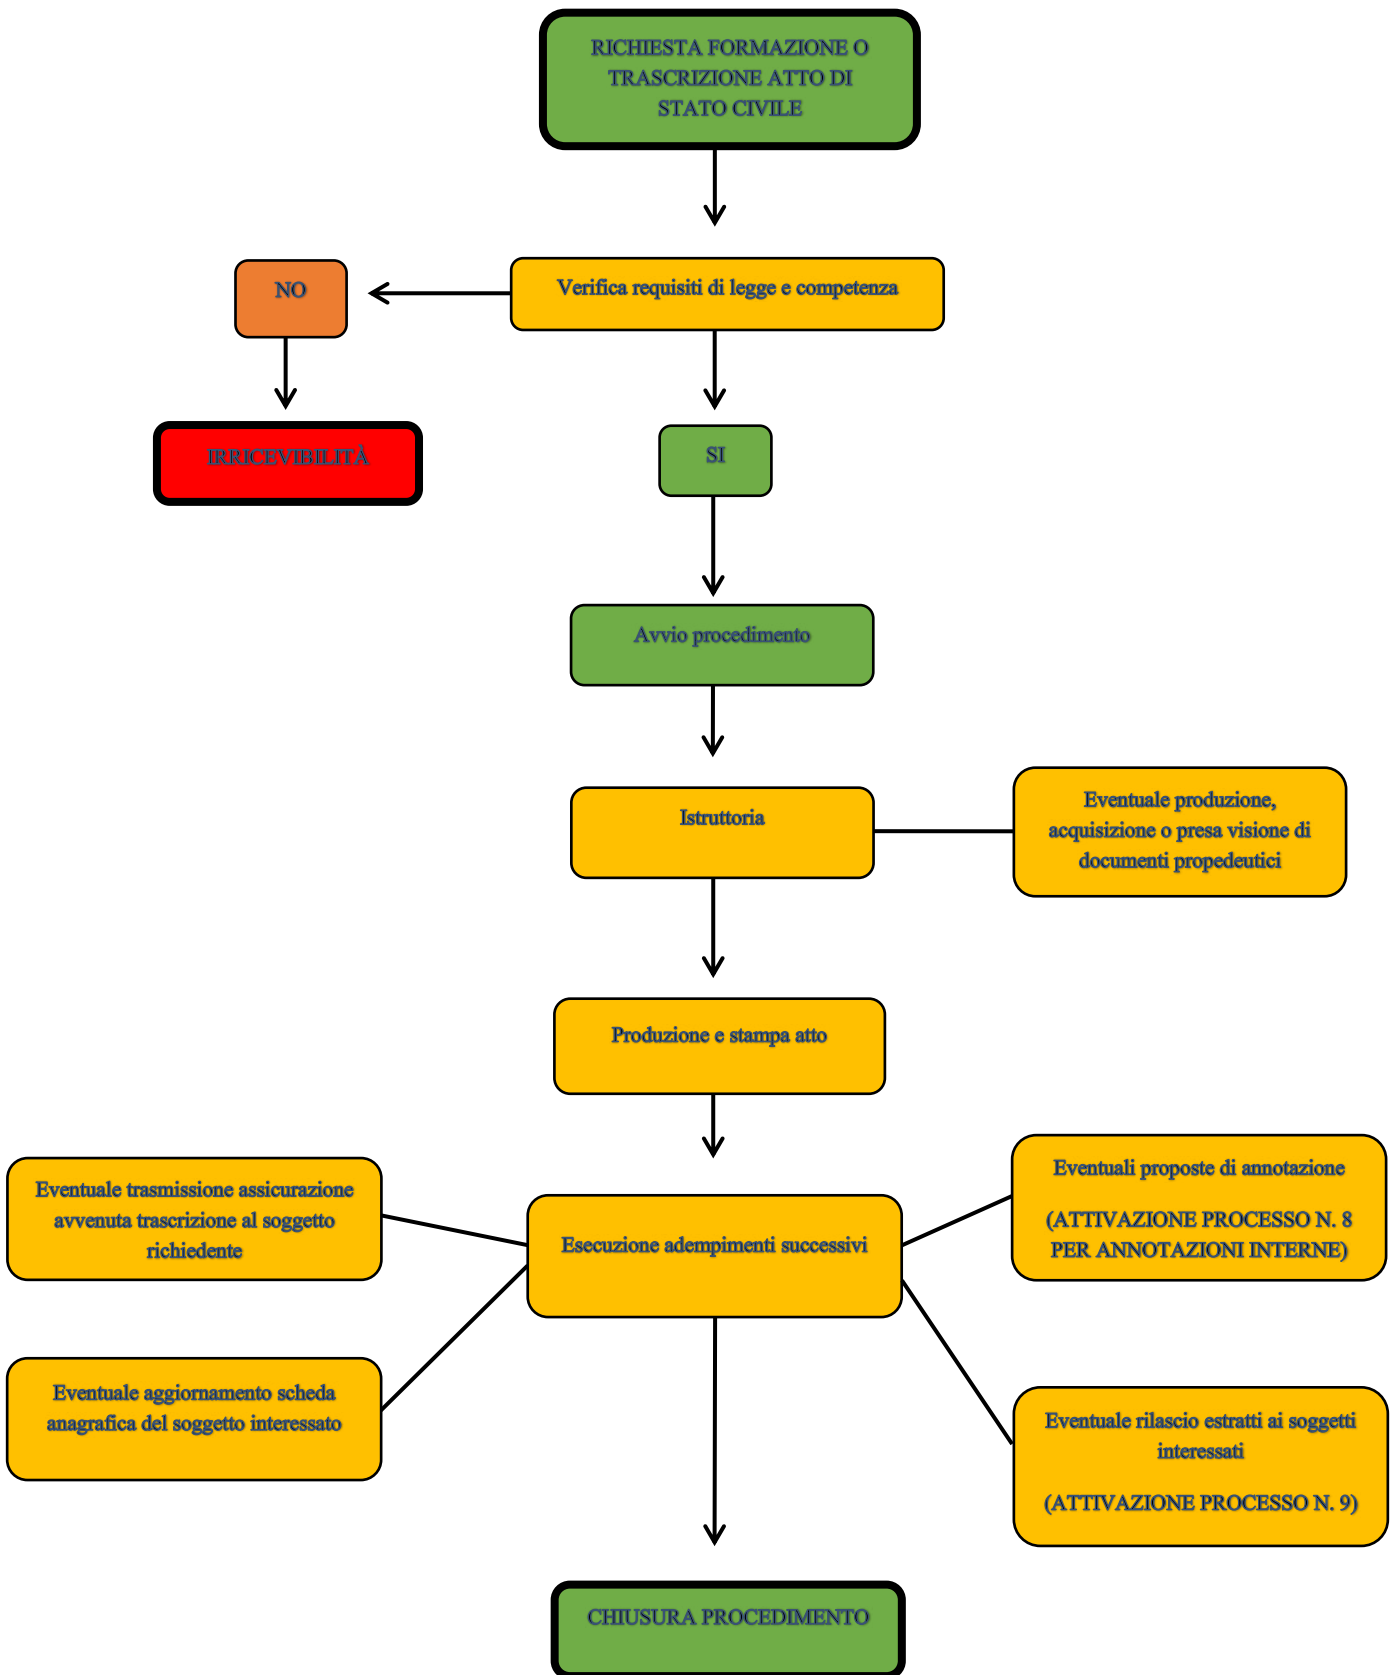 RICHIESTA FORMAZIONE O
TRASCRIZIONE ATTO DI
STATO CIVILE
Verifica requisiti di legge e competenza
NO
IRRICEVIBILITÀ
SI
Avvio procedimento
Istruttoria
Eventuale produzione,
acquisizione o presa visione di
documenti propedeutici
Produzione e stampa atto
Eventuale trasmissione assicurazione
avvenuta trascrizione al soggetto
richiedente
Esecuzione adempimenti successivi
Eventuali proposte di annotazione
(ATTIVAZIONE PROCESSO N. 8
PER ANNOTAZIONI INTERNE)
Eventuale aggiornamento scheda
anagrafica del soggetto interessato
Eventuale rilascio estratti ai soggetti
interessati
(ATTIVAZIONE PROCESSO N. 9)
CHIUSURA PROCEDIMENTO